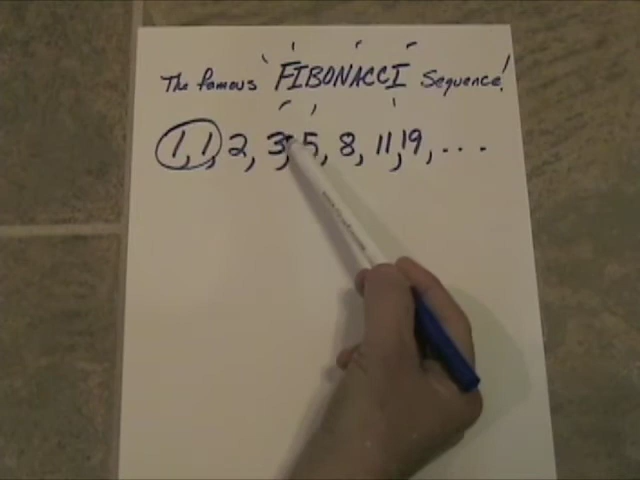 The famous FIBONACCI Sequence!
1, 1, 2, 3, 5, 8, 11, 19, ...